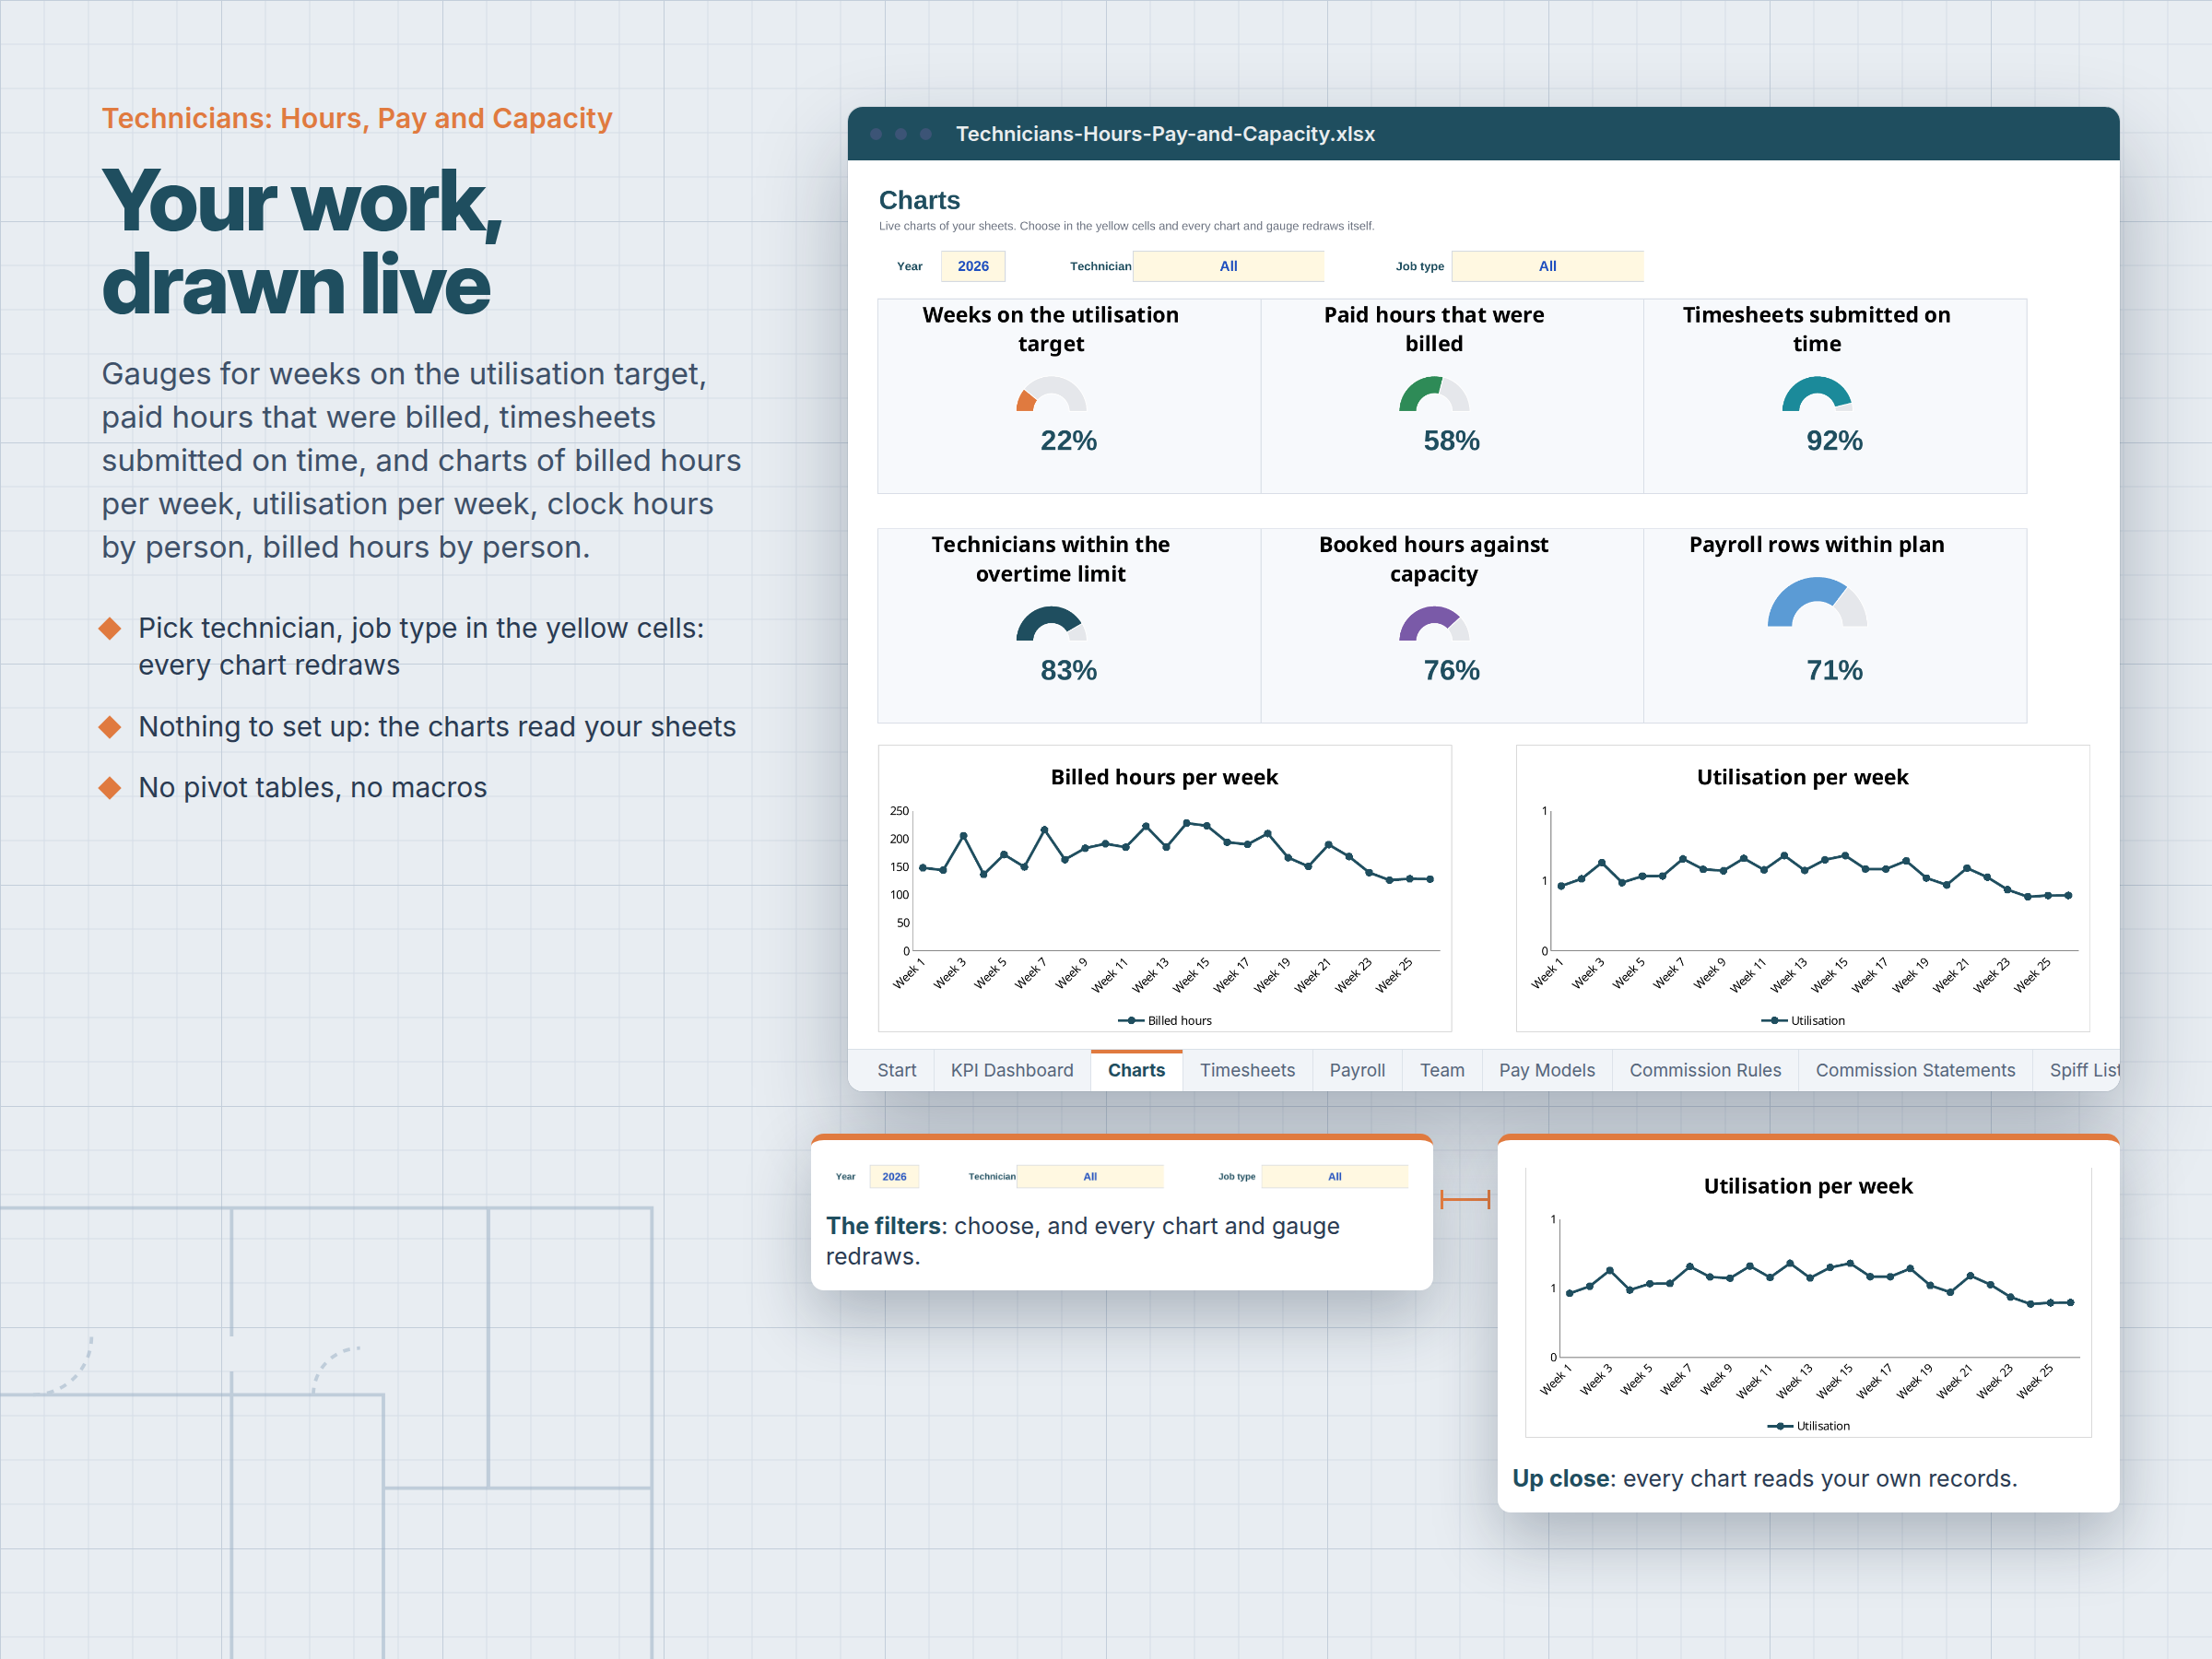 Technicians: Hours, Pay and Capacity
Your work,
drawn live
Gauges for weeks on the utilisation target,
paid hours that were billed, timesheets
submitted on time, and charts of billed hours
per week, utilisation per week, clock hours
by person, billed hours by person.
Pick technician, job type in the yellow cells:
every chart redraws
Nothing to set up: the charts read your sheets
No pivot tables, no macros
Technicians-Hours-Pay-and-Capacity.xlsx
Charts
Live charts of your sheets. Choose in the yellow cells and every chart and gauge redraws itself.
Year 2026 Technician All Job type All
Weeks on the utilisation
target
22%
Paid hours that were
billed
58%
Timesheets submitted on
time
92%
Technicians within the
overtime limit
83%
Booked hours against
capacity
76%
Payroll rows within plan
71%
Billed hours per week
250
200
150
100
50
0
Week 1 Week 3 Week 5 Week 7 Week 9 Week 11 Week 13 Week 15 Week 17 Week 19 Week 21 Week 23 Week 25
Billed hours
Utilisation per week
1
1
0
Week 1 Week 3 Week 5 Week 7 Week 9 Week 11 Week 13 Week 15 Week 17 Week 19 Week 21 Week 23 Week 25
Utilisation
Start KPI Dashboard Charts Timesheets Payroll Team Pay Models Commission Rules Commission Statements Spiff List
Year 2026 Technician All Job type All
The filters: choose, and every chart and gauge
redraws.
Utilisation per week
1
1
0
Week 1 Week 3 Week 5 Week 7 Week 9 Week 11 Week 13 Week 15 Week 17 Week 19 Week 21 Week 23 Week 25
Utilisation
Up close: every chart reads your own records.